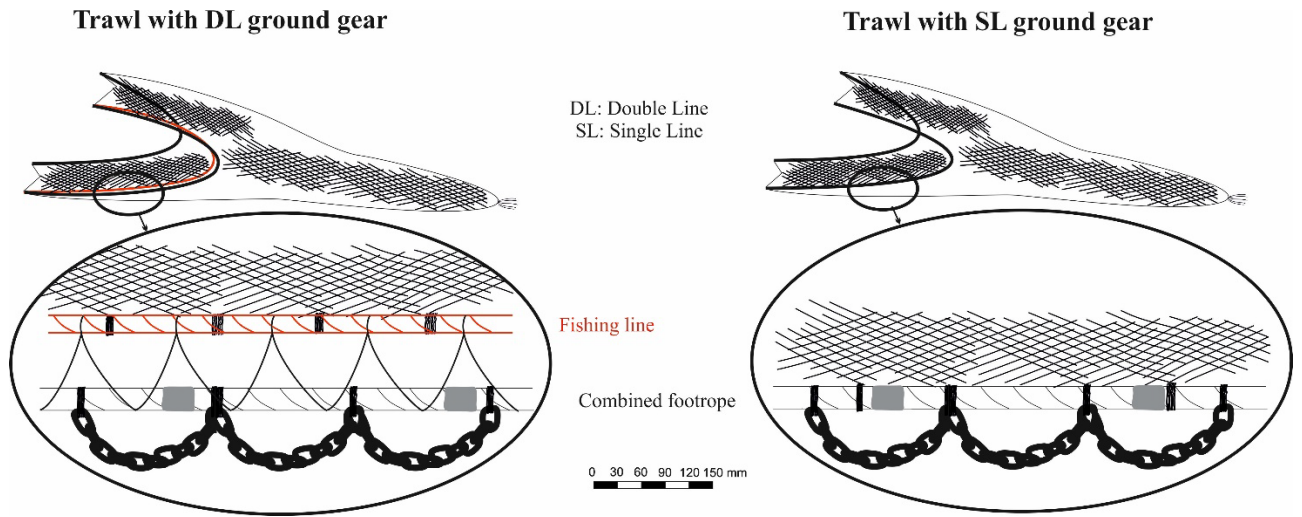 Trawl with DL ground gear
Trawl with SL ground gear
DL: Double Line
SL: Single Line
Fishing line
Combined footrope
0 30 60 90 120 150 mm